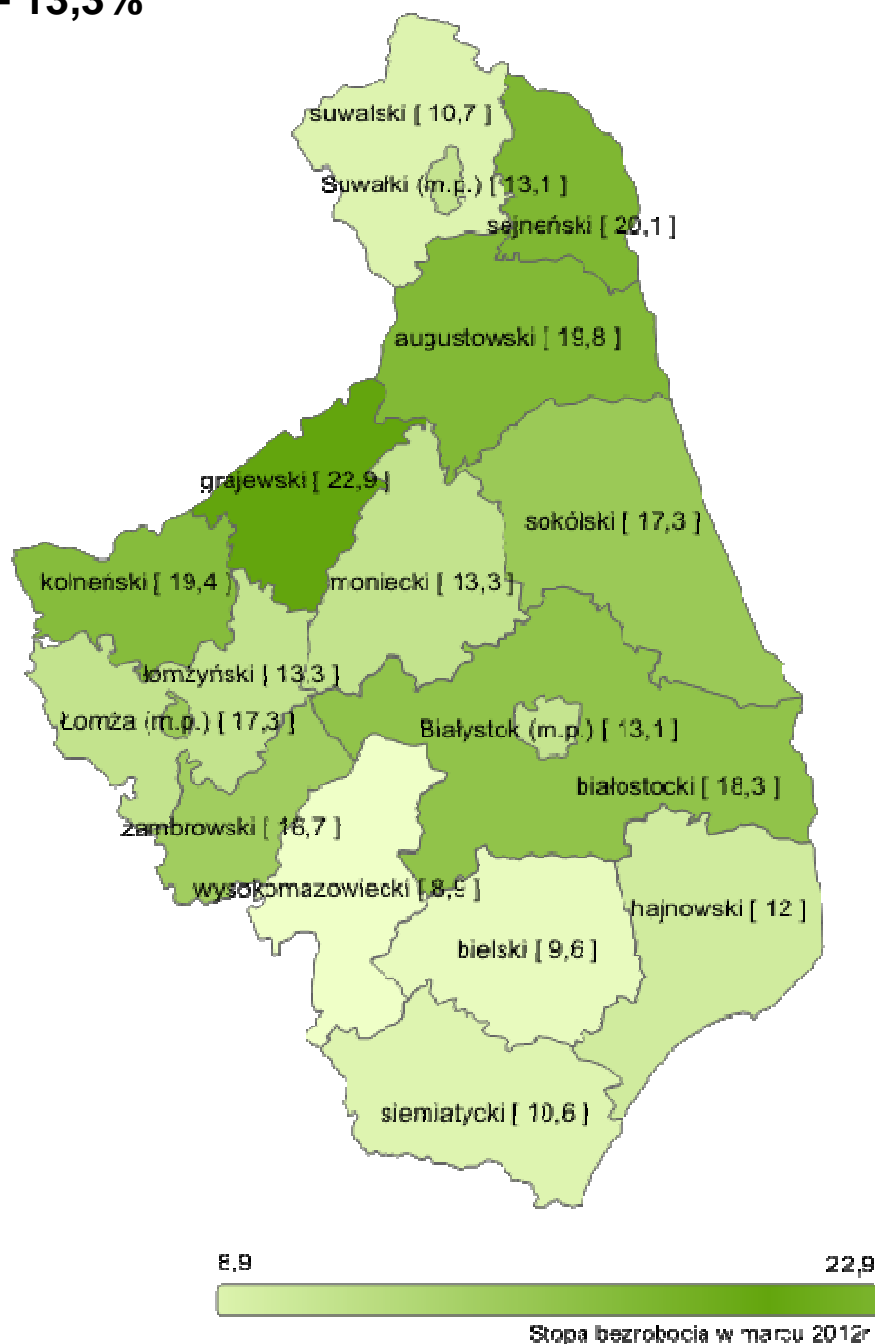 - 13,3%
suwalski [ 10,7 ]
Suwałki (m.p.) [ 13,1 ]
sejneński [ 20,1 ]
augustowski [ 19,8 ]
grajewski [ 22,9 ]
sokólski [ 17,3 ]
kolneński [ 19,4 ]
moniecki [ 13,3 ]
łomżyński [ 13,3 ]
Łomża (m.p.) [ 17,3 ]
Białystok (m.p.) [ 13,1 ]
białostocki [ 18,3 ]
zambrowski [ 16,7 ]
wysokomazowiecki [ 8,9 ]
hajnowski [ 12 ]
bielski [ 9,6 ]
siemiatycki [ 10,6 ]
8,9 22,9
Stopa bezrobocia w marcu 2012r